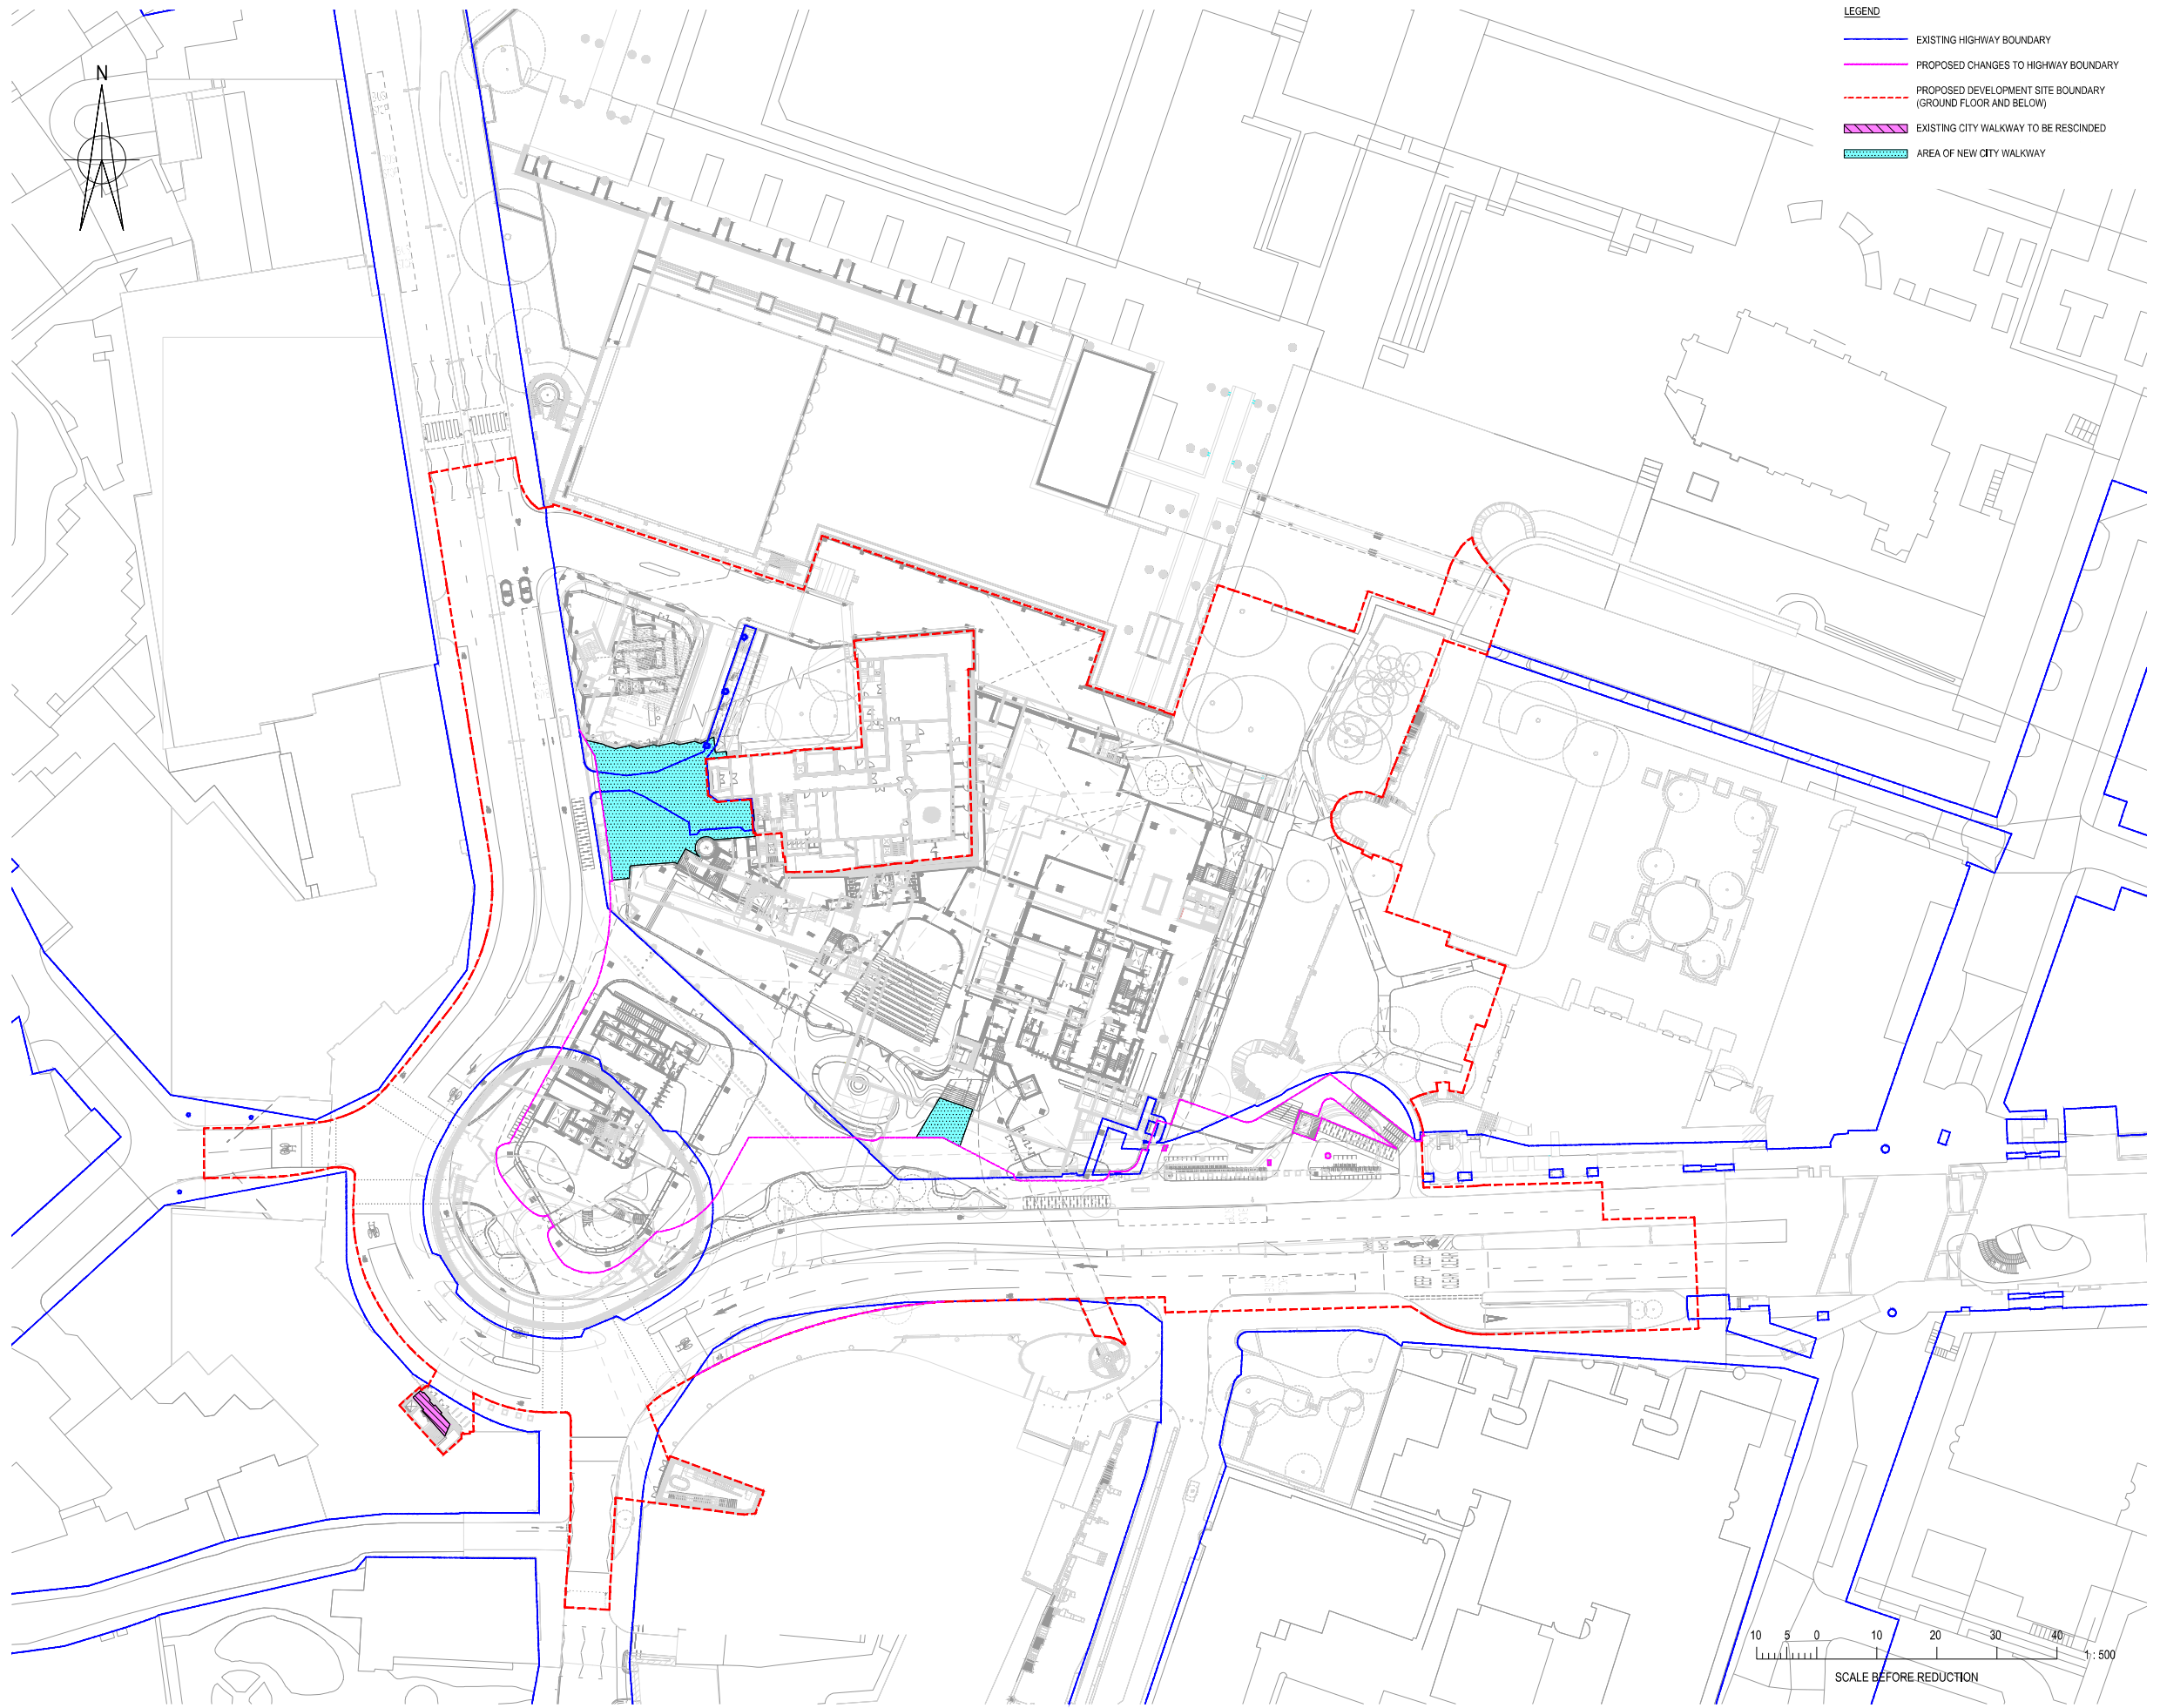 LEGEND
EXISTING HIGHWAY BOUNDARY
PROPOSED CHANGES TO HIGHWAY BOUNDARY
PROPOSED DEVELOPMENT SITE BOUNDARY
(GROUND FLOOR AND BELOW)
EXISTING CITY WALKWAY TO BE RESCINDED
AREA OF NEW CITY WALKWAY
N
10 5 0 10 20 30 40
1 : 500
SCALE BEFORE REDUCTION